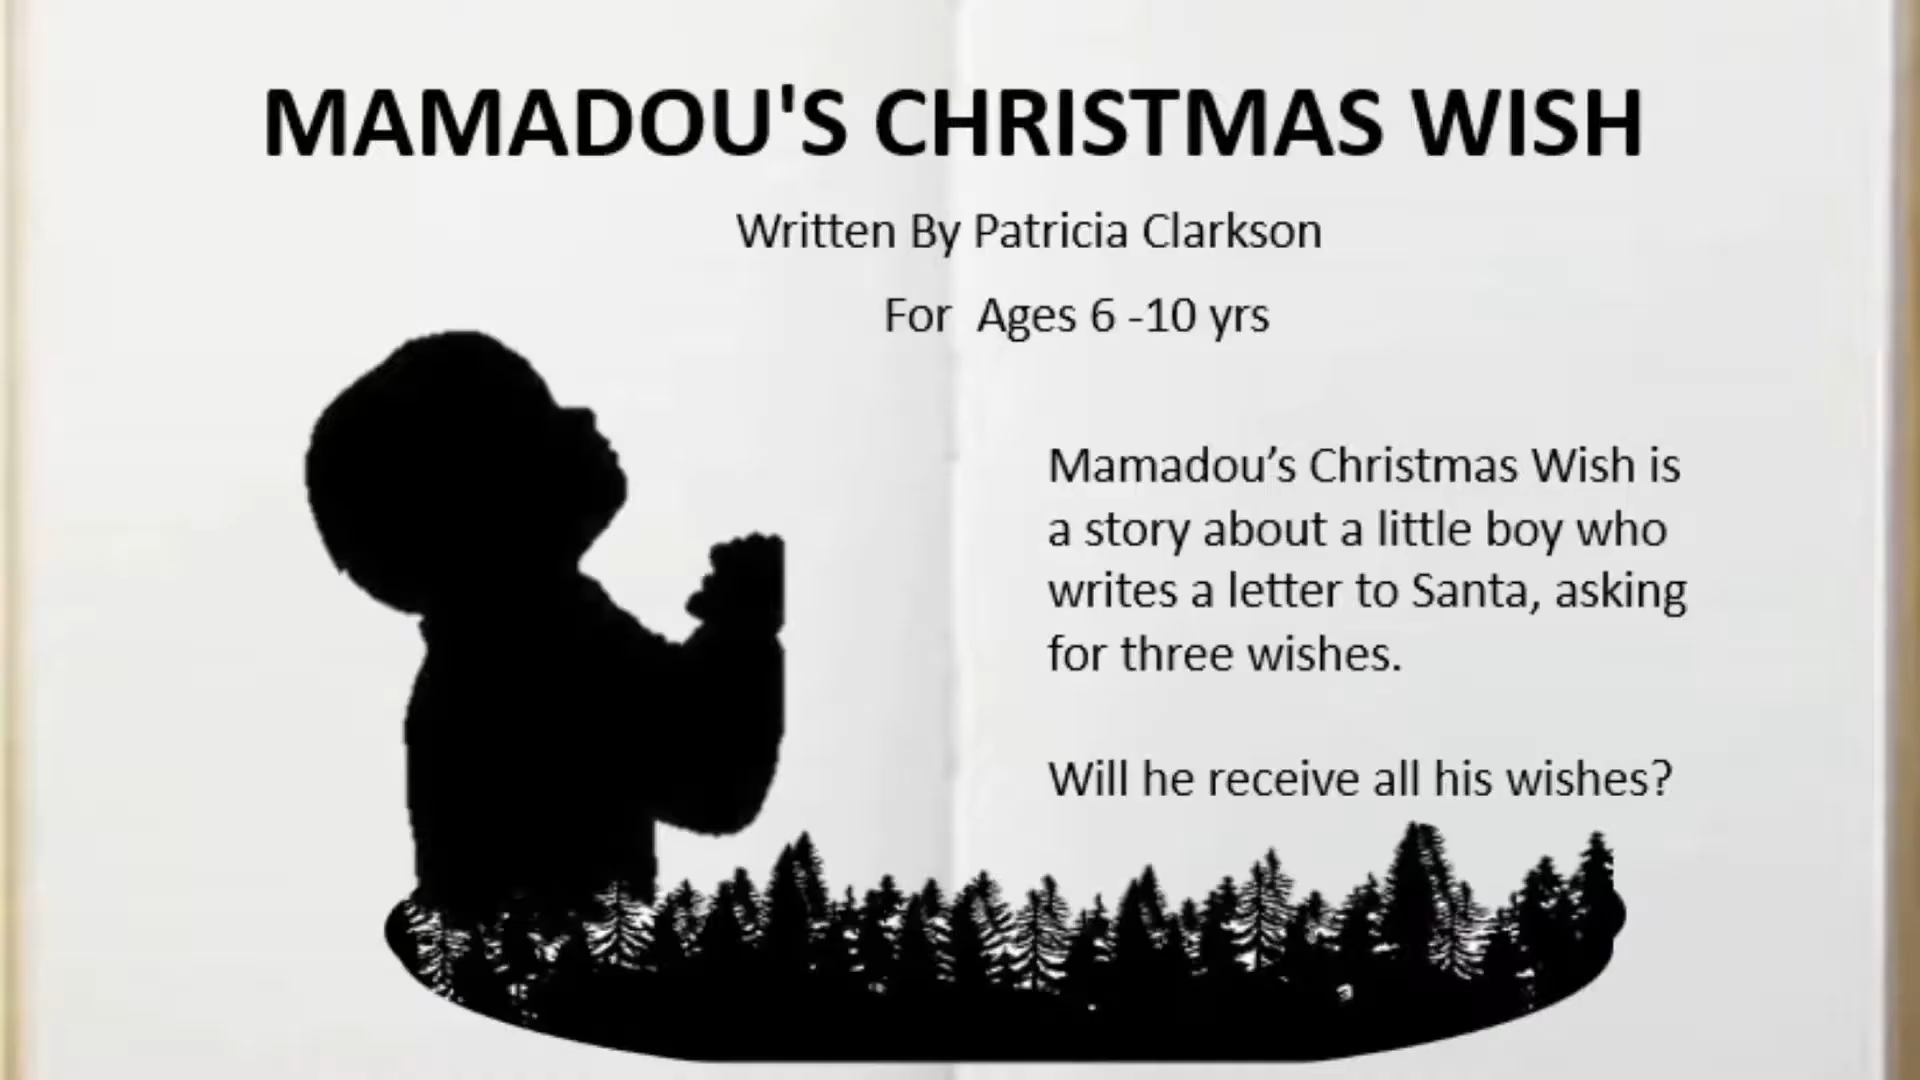 MAMADOU'S CHRISTMAS WISH
Written By Patricia Clarkson
For  Ages 6 -10 yrs
Mamadou’s Christmas Wish is
a story about a little boy who
writes a letter to Santa, asking
for three wishes.
Will he receive all his wishes?